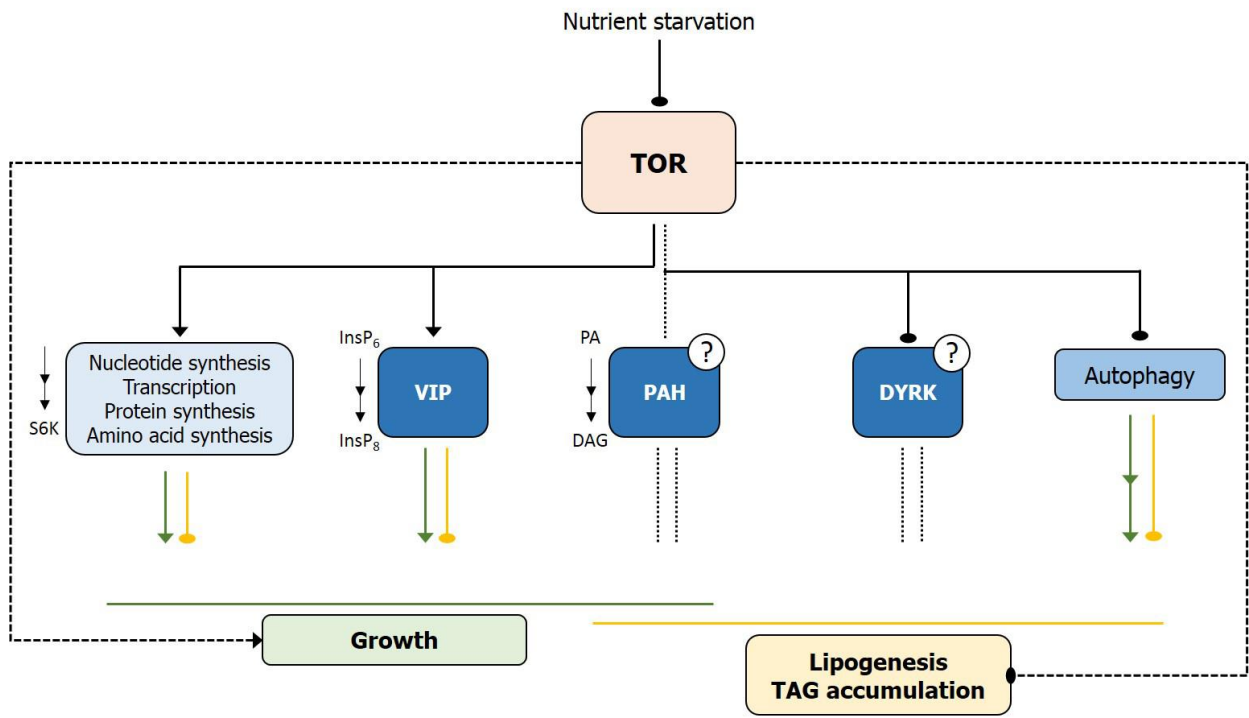 Nutrient starvation
TOR
Nucleotide synthesis
Transcription
Protein synthesis
Amino acid synthesis
S6K
InsP₆
VIP
InsP₈
PA
?
PAH
DAG
?
DYRK
Autophagy
Growth
Lipogenesis
TAG accumulation